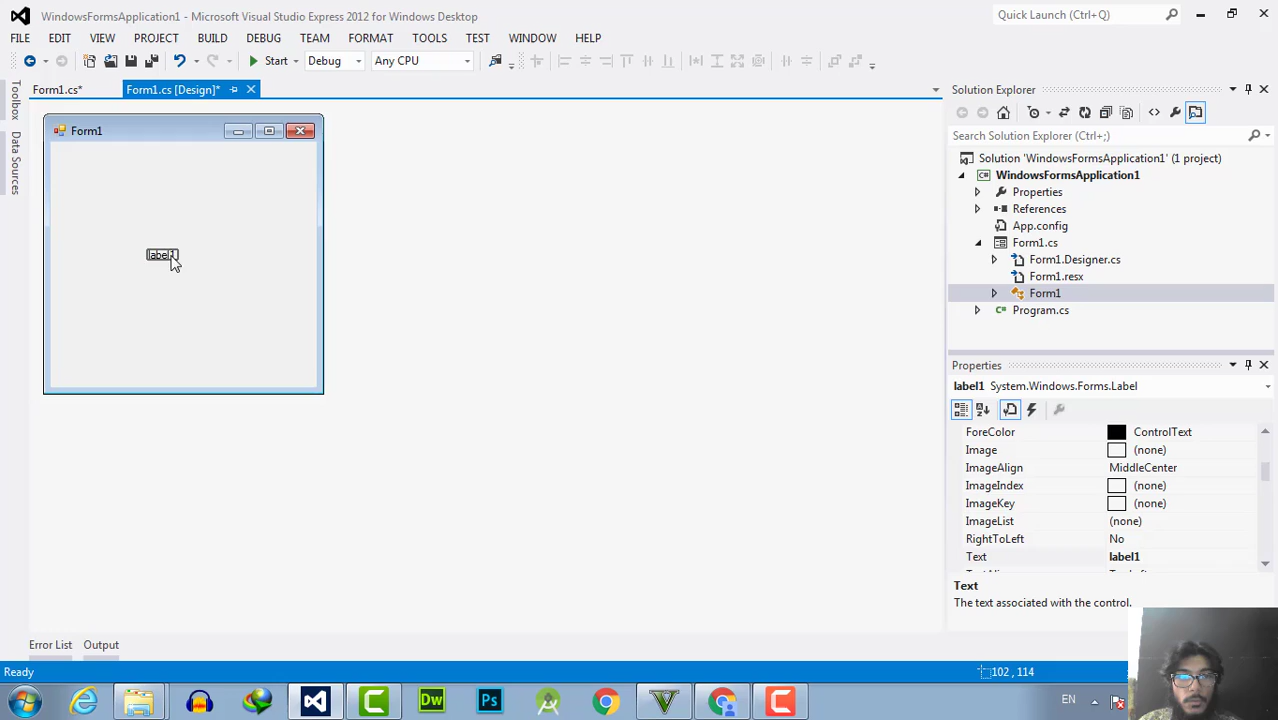 WindowsFormsApplication1 - Microsoft Visual Studio Express 2012 for Windows Desktop
Quick Launch (Ctrl+Q)
FILE EDIT VIEW PROJECT BUILD DEBUG TEAM FORMAT TOOLS TEST WINDOW HELP
Start Debug Any CPU
Toolbox
Data Sources
Form1.cs*
Form1.cs [Design]*
Form1
label1
Solution Explorer
Search Solution Explorer (Ctrl+;)
Solution 'WindowsFormsApplication1' (1 project)
C# WindowsFormsApplication1
Properties
References
App.config
Form1.cs
Form1.Designer.cs
Form1.resx
Form1
C# Program.cs
Properties
label1 System.Windows.Forms.Label
ForeColor ControlText
Image (none)
ImageAlign MiddleCenter
ImageIndex (none)
ImageKey (none)
ImageList (none)
RightToLeft No
Text label1
Text
The text associated with the control.
Error List Output
Ready
102 , 114
Dw
Ps
EN